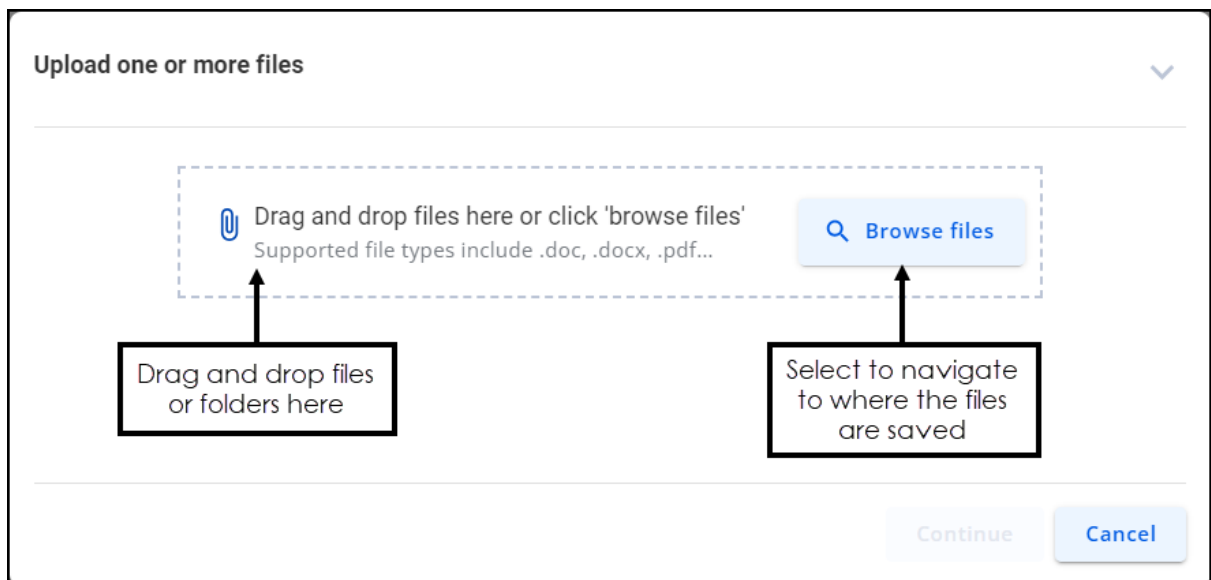 Upload one or more files
Drag and drop files here or click 'browse files'
Supported file types include .doc, .docx, .pdf...
Browse files
Drag and drop files
or folders here
Select to navigate
to where the files
are saved
Continue
Cancel